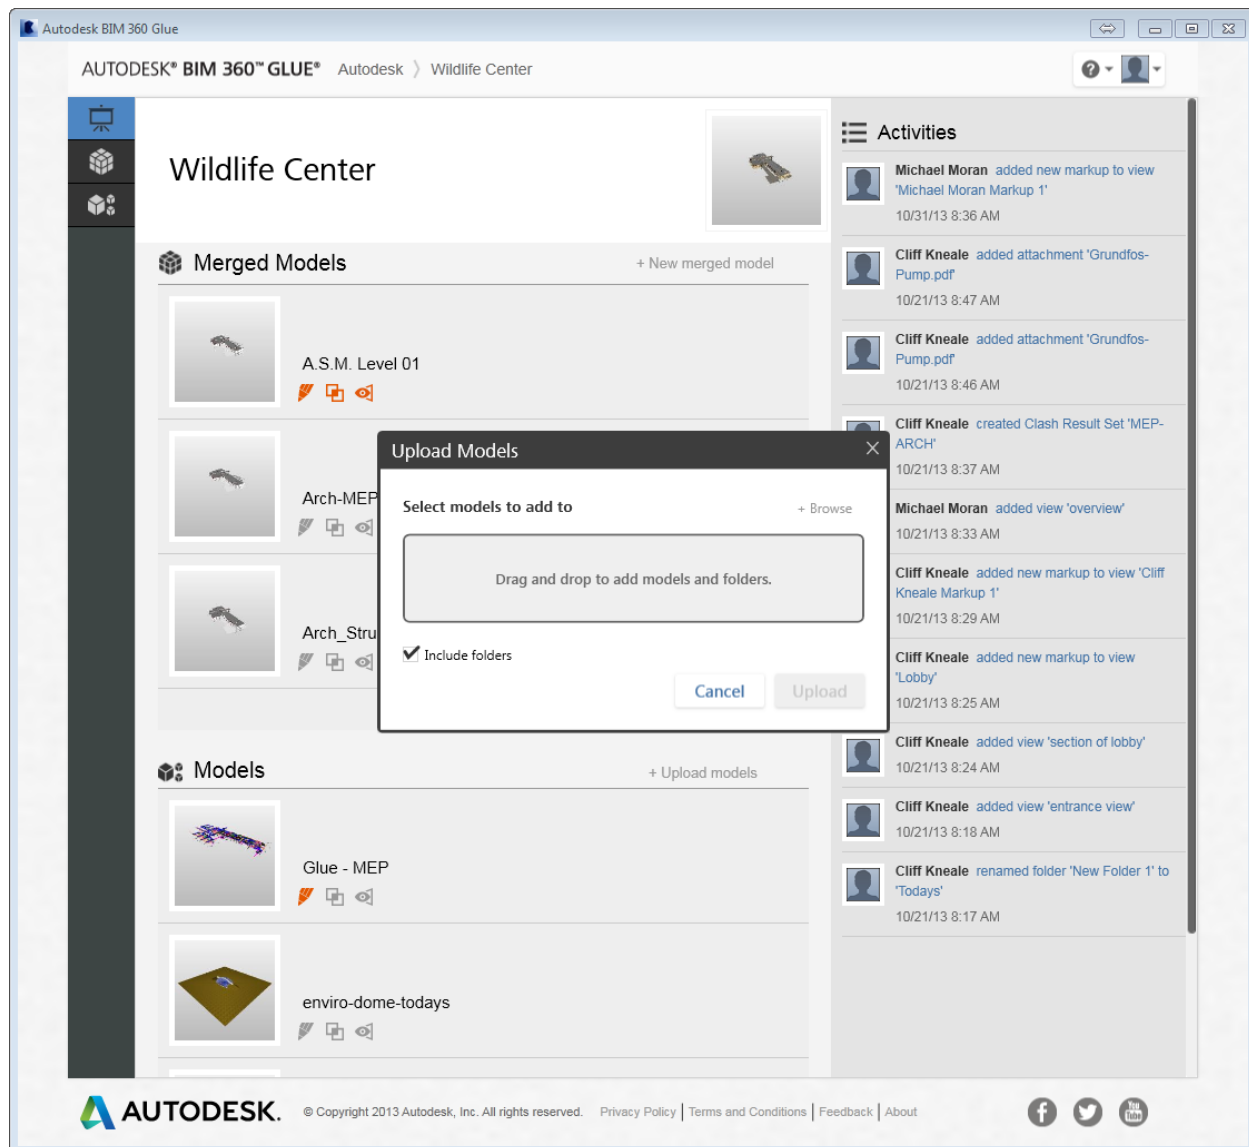 Autodesk BIM 360 Glue
AUTODESK® BIM 360™ GLUE® Autodesk 〉 Wildlife Center
Wildlife Center
Merged Models
+ New merged model
A.S.M. Level 01
Arch-MEP
Arch_Stru
Upload Models
Select models to add to
+ Browse
Drag and drop to add models and folders.
Include folders
Cancel
Upload
Models
+ Upload models
Glue - MEP
enviro-dome-todays
Activities
Michael Moran added new markup to view
'Michael Moran Markup 1'
10/31/13 8:36 AM
Cliff Kneale added attachment 'Grundfos-
Pump.pdf'
10/21/13 8:47 AM
Cliff Kneale added attachment 'Grundfos-
Pump.pdf'
10/21/13 8:46 AM
Cliff Kneale created Clash Result Set 'MEP-
ARCH'
10/21/13 8:37 AM
Michael Moran added view 'overview'
10/21/13 8:33 AM
Cliff Kneale added new markup to view 'Cliff
Kneale Markup 1'
10/21/13 8:29 AM
Cliff Kneale added new markup to view
'Lobby'
10/21/13 8:25 AM
Cliff Kneale added view 'section of lobby'
10/21/13 8:24 AM
Cliff Kneale added view 'entrance view'
10/21/13 8:18 AM
Cliff Kneale renamed folder 'New Folder 1' to
'Todays'
10/21/13 8:17 AM
AUTODESK. © Copyright 2013 Autodesk, Inc. All rights reserved. Privacy Policy | Terms and Conditions | Feedback | About
You
Tube